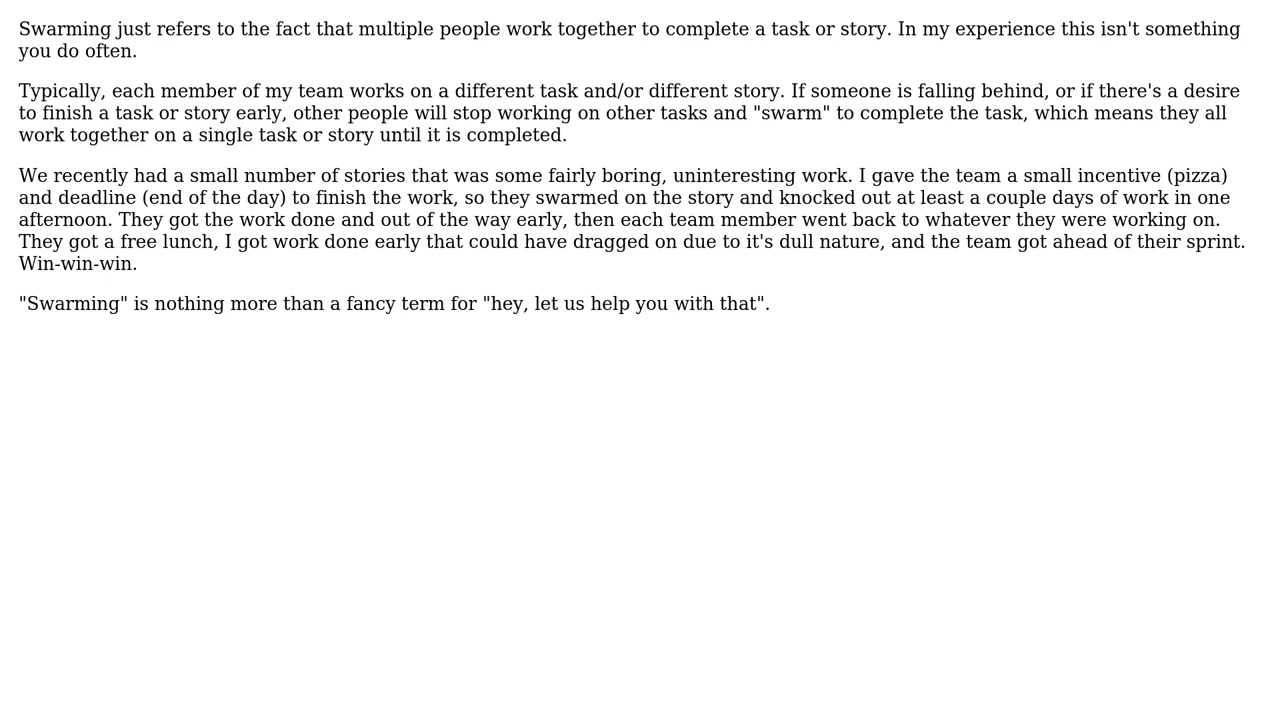 Swarming just refers to the fact that multiple people work together to complete a task or story. In my experience this isn't something
you do often.
Typically, each member of my team works on a different task and/or different story. If someone is falling behind, or if there's a desire
to finish a task or story early, other people will stop working on other tasks and "swarm" to complete the task, which means they all
work together on a single task or story until it is completed.
We recently had a small number of stories that was some fairly boring, uninteresting work. I gave the team a small incentive (pizza)
and deadline (end of the day) to finish the work, so they swarmed on the story and knocked out at least a couple days of work in one
afternoon. They got the work done and out of the way early, then each team member went back to whatever they were working on.
They got a free lunch, I got work done early that could have dragged on due to it's dull nature, and the team got ahead of their sprint.
Win-win-win.
"Swarming" is nothing more than a fancy term for "hey, let us help you with that".